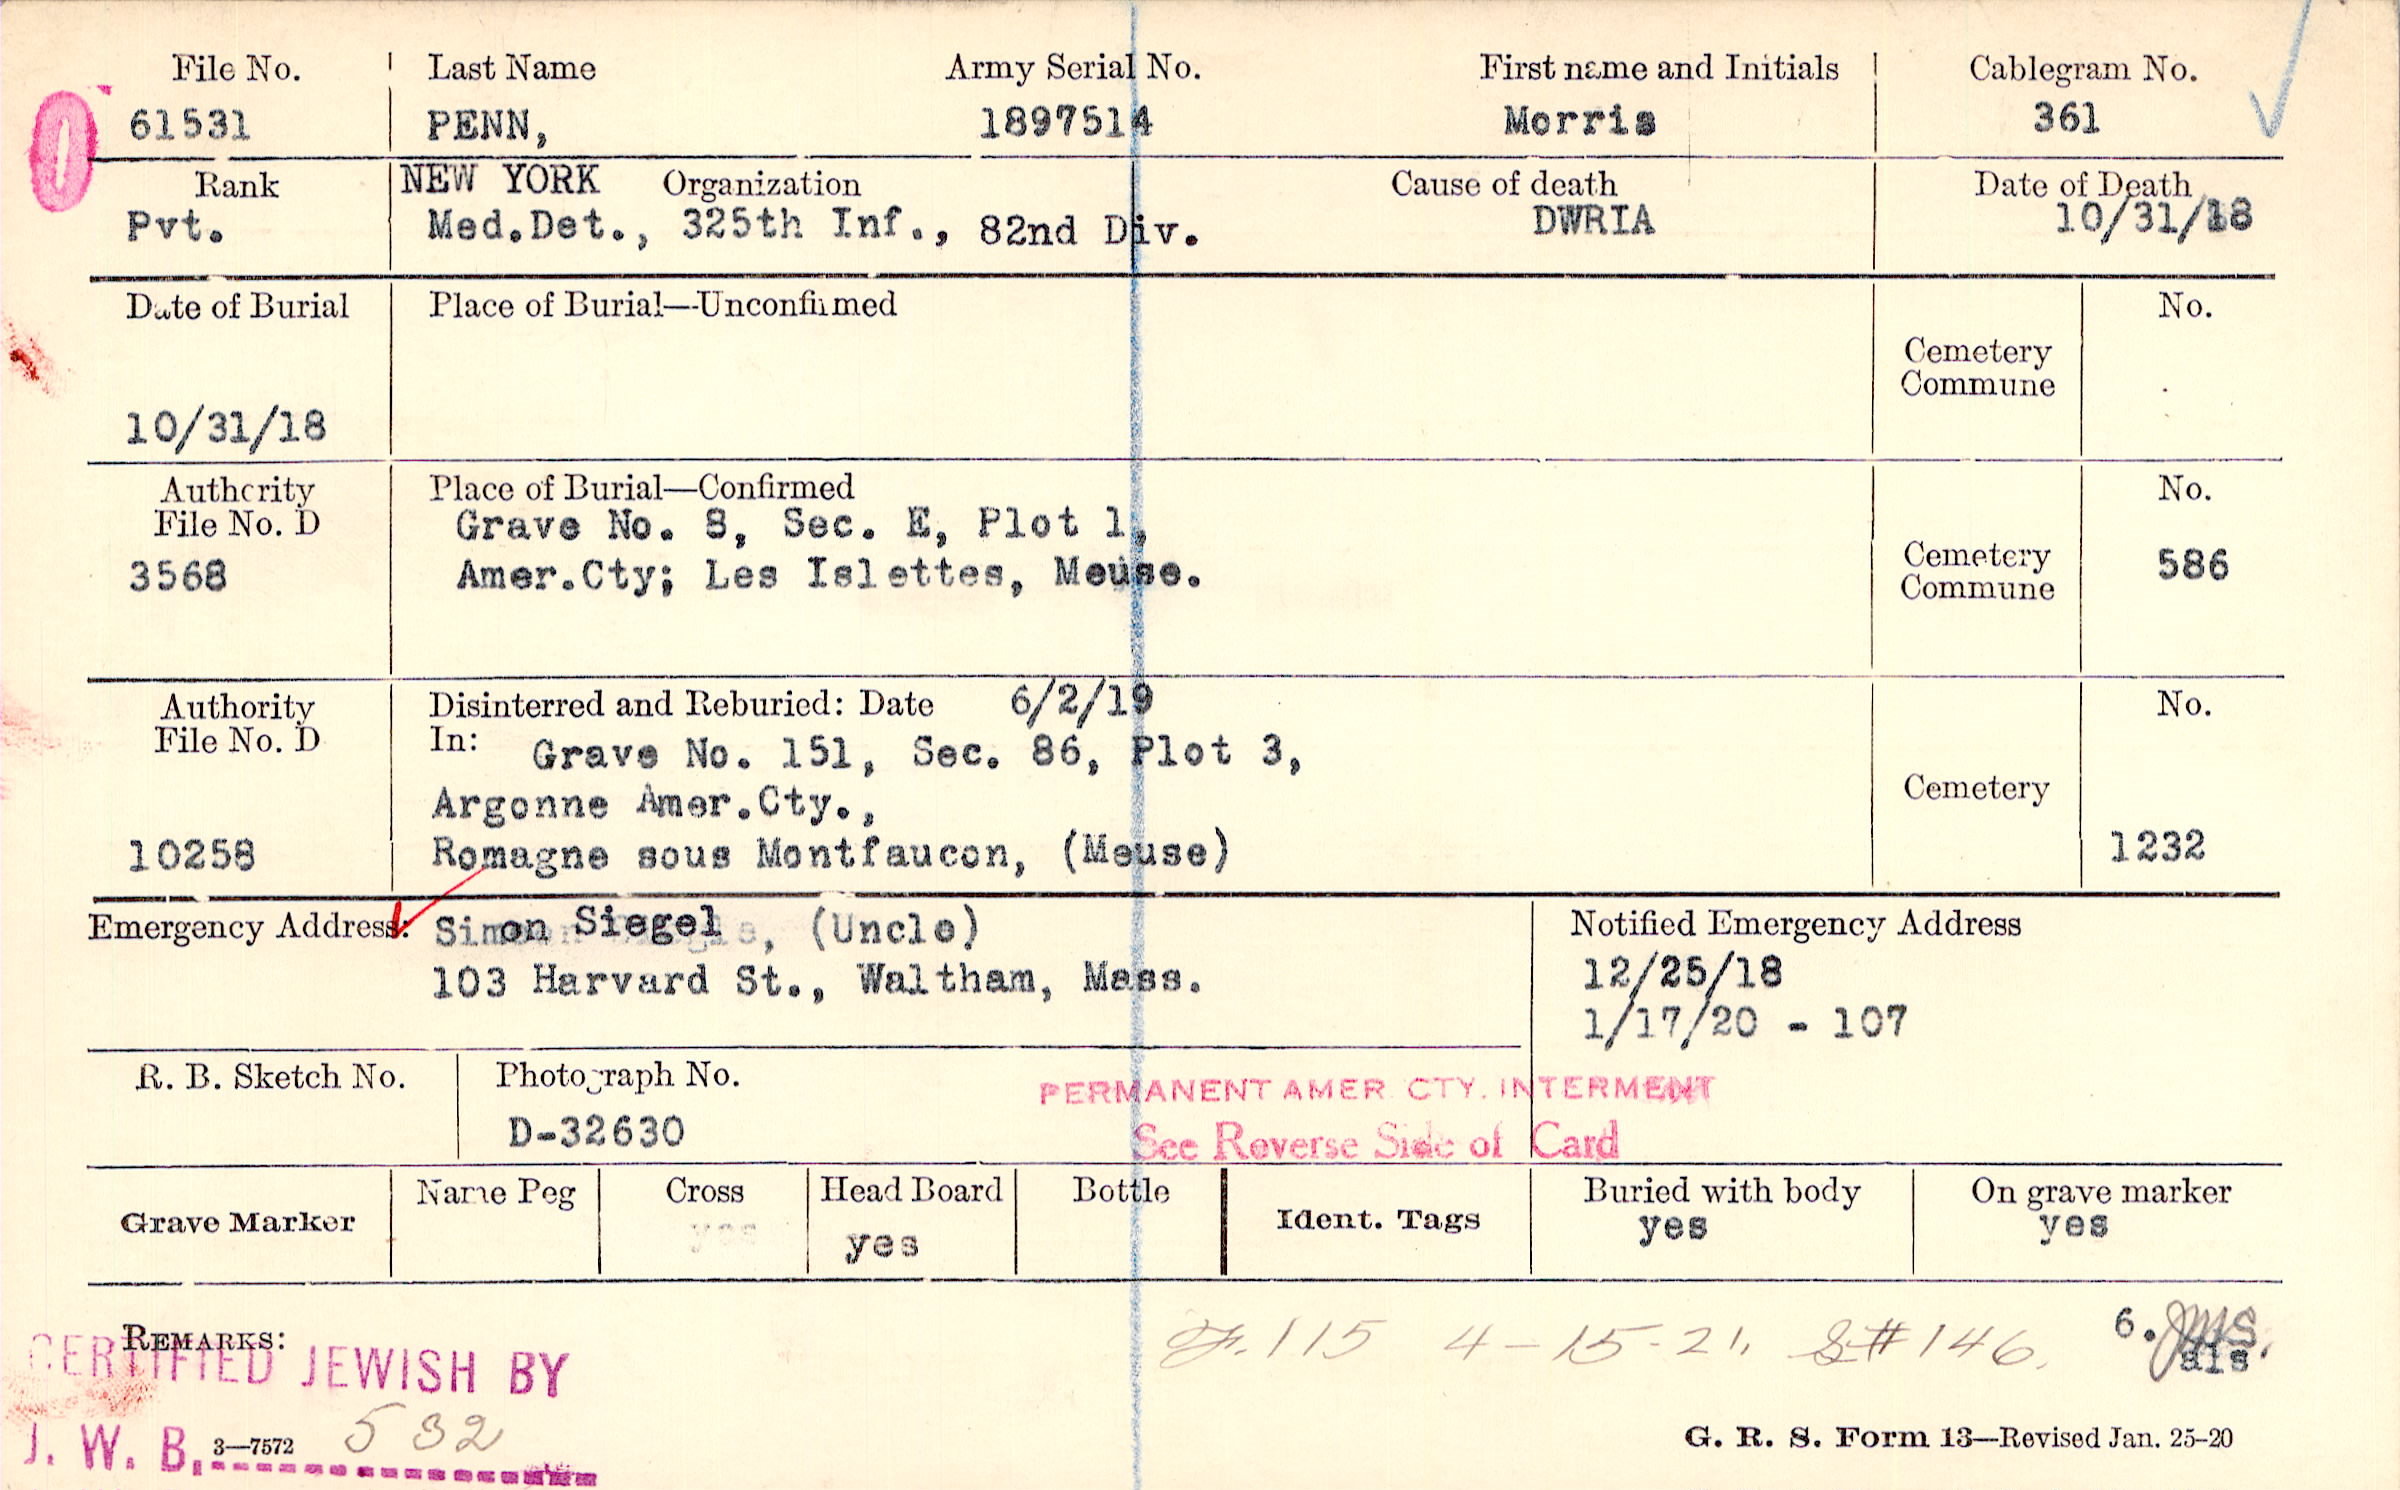 File No. Last Name Army Serial No. First name and Initials Cablegram No.
61531 PENN, 1897514 Morris 361
Rank NEW YORK Organization Cause of death Date of Death
Pvt. Med.Det., 325th Inf., 82nd Div. DWRIA 10/31/18
Date of Burial Place of Burial—Unconfirmed No.
Cemetery
Commune
10/31/18
Authority Place of Burial—Confirmed No.
File No. D Grave No. 8, Sec. E, Plot 1,
3568 Amer.Cty; Les Islettes, Meuse. Cemetery 586
Commune
Authority Disinterred and Reburied: Date 6/2/19 No.
File No. D In: Grave No. 151, Sec. 86, Plot 3,
Argonne Amer.Cty., Cemetery
10258 Romagne sous Montfaucon, (Meuse) 1232
Emergency Address: Simon Siegel, (Uncle) Notified Emergency Address
103 Harvard St., Waltham, Mass. 12/25/18
1/17/20 - 107
R. B. Sketch No. Photograph No.
PERMANENT AMER. CTY. INTERMENT
D-32630 See Reverse Side of Card
Grave Marker Name Peg Cross Head Board Bottle Ident. Tags Buried with body On grave marker
yes yes yes yes
REMARKS: 115 4-15-21. S# 146. 6. JMS.
als
CERTIFIED JEWISH BY
J. W. B. 3—7572 532 G. R. S. Form 13—Revised Jan. 25-20